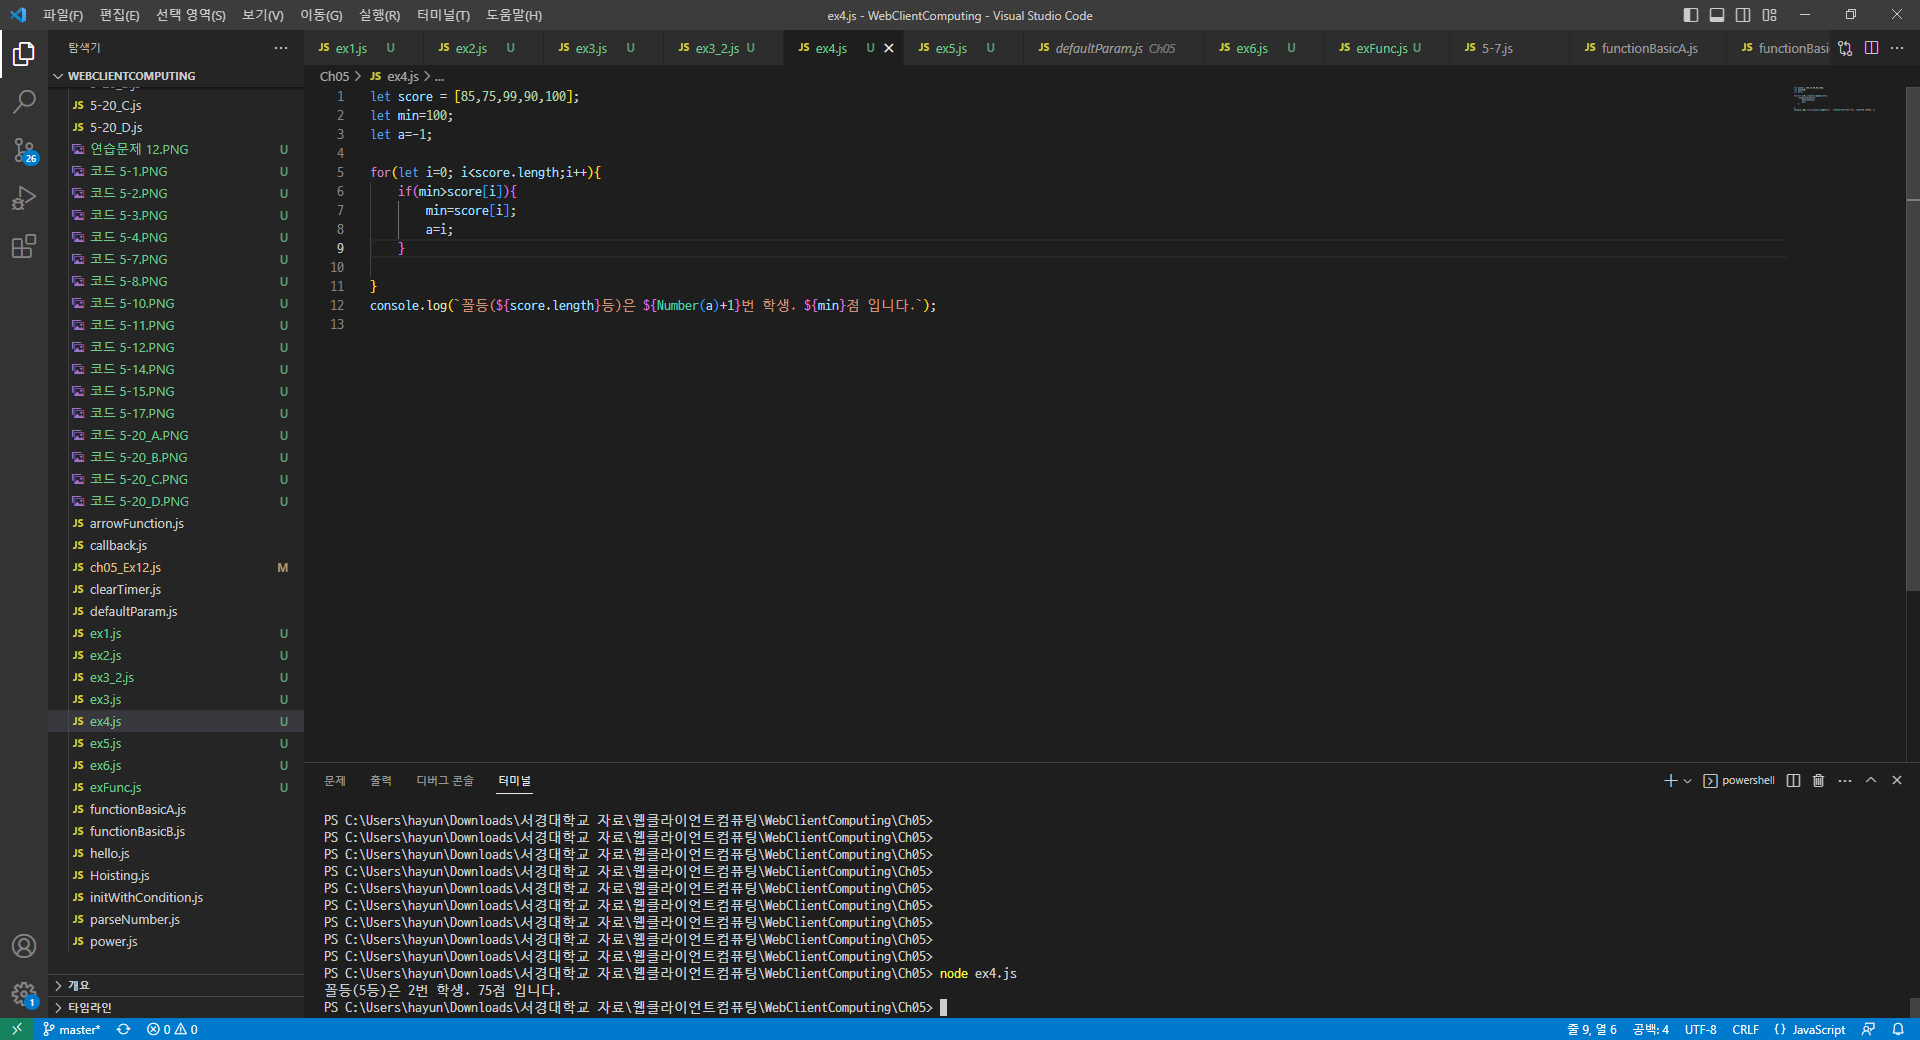 파일(F) 편집(E) 선택 영역(S) 보기(V) 이동(G) 실행(R) 터미널(T) 도움말(H)
ex4.js - WebClientComputing - Visual Studio Code
탐색기
WEBCLIENTCOMPUTING
JS 5-20_C.js
JS 5-20_D.js
연습문제 12.PNG U
코드 5-1.PNG U
코드 5-2.PNG U
코드 5-3.PNG U
코드 5-4.PNG U
코드 5-7.PNG U
코드 5-8.PNG U
코드 5-10.PNG U
코드 5-11.PNG U
코드 5-12.PNG U
코드 5-14.PNG U
코드 5-15.PNG U
코드 5-17.PNG U
코드 5-20_A.PNG U
코드 5-20_B.PNG U
코드 5-20_C.PNG U
코드 5-20_D.PNG U
JS arrowFunction.js
JS callback.js
JS ch05_Ex12.js M
JS clearTimer.js
JS defaultParam.js
JS ex1.js U
JS ex2.js U
JS ex3_2.js U
JS ex3.js U
JS ex4.js U
JS ex5.js U
JS ex6.js U
JS exFunc.js U
JS functionBasicA.js
JS functionBasicB.js
JS hello.js
JS Hoisting.js
JS initWithCondition.js
JS parseNumber.js
JS power.js
개요
타임라인
26
1
JS ex1.js U JS ex2.js U JS ex3.js U JS ex3_2.js U JS ex4.js U JS ex5.js U JS defaultParam.js Ch05 JS ex6.js U JS exFunc.js U JS 5-7.js JS functionBasicA.js JS functionBasi
Ch05 > JS ex4.js > ...
1 let score = [85,75,99,90,100];
2 let min=100;
3 let a=-1;
4
5 for(let i=0; i<score.length;i++){
6 if(min>score[i]){
7 min=score[i];
8 a=i;
9 }
10
11 }
12 console.log(`꼴등(${score.length}등)은 ${Number(a)+1}번 학생. ${min}점 입니다.`);
13
문제 출력 디버그 콘솔 터미널
powershell
PS C:\Users\hayun\Downloads\서경대학교 자료\웹클라이언트컴퓨팅\WebClientComputing\Ch05>
PS C:\Users\hayun\Downloads\서경대학교 자료\웹클라이언트컴퓨팅\WebClientComputing\Ch05>
PS C:\Users\hayun\Downloads\서경대학교 자료\웹클라이언트컴퓨팅\WebClientComputing\Ch05>
PS C:\Users\hayun\Downloads\서경대학교 자료\웹클라이언트컴퓨팅\WebClientComputing\Ch05>
PS C:\Users\hayun\Downloads\서경대학교 자료\웹클라이언트컴퓨팅\WebClientComputing\Ch05>
PS C:\Users\hayun\Downloads\서경대학교 자료\웹클라이언트컴퓨팅\WebClientComputing\Ch05>
PS C:\Users\hayun\Downloads\서경대학교 자료\웹클라이언트컴퓨팅\WebClientComputing\Ch05>
PS C:\Users\hayun\Downloads\서경대학교 자료\웹클라이언트컴퓨팅\WebClientComputing\Ch05>
PS C:\Users\hayun\Downloads\서경대학교 자료\웹클라이언트컴퓨팅\WebClientComputing\Ch05>
PS C:\Users\hayun\Downloads\서경대학교 자료\웹클라이언트컴퓨팅\WebClientComputing\Ch05> node ex4.js
꼴등(5등)은 2번 학생. 75점 입니다.
PS C:\Users\hayun\Downloads\서경대학교 자료\웹클라이언트컴퓨팅\WebClientComputing\Ch05>
master* 0 0 줄 9, 열 6 공백: 4 UTF-8 CRLF {} JavaScript